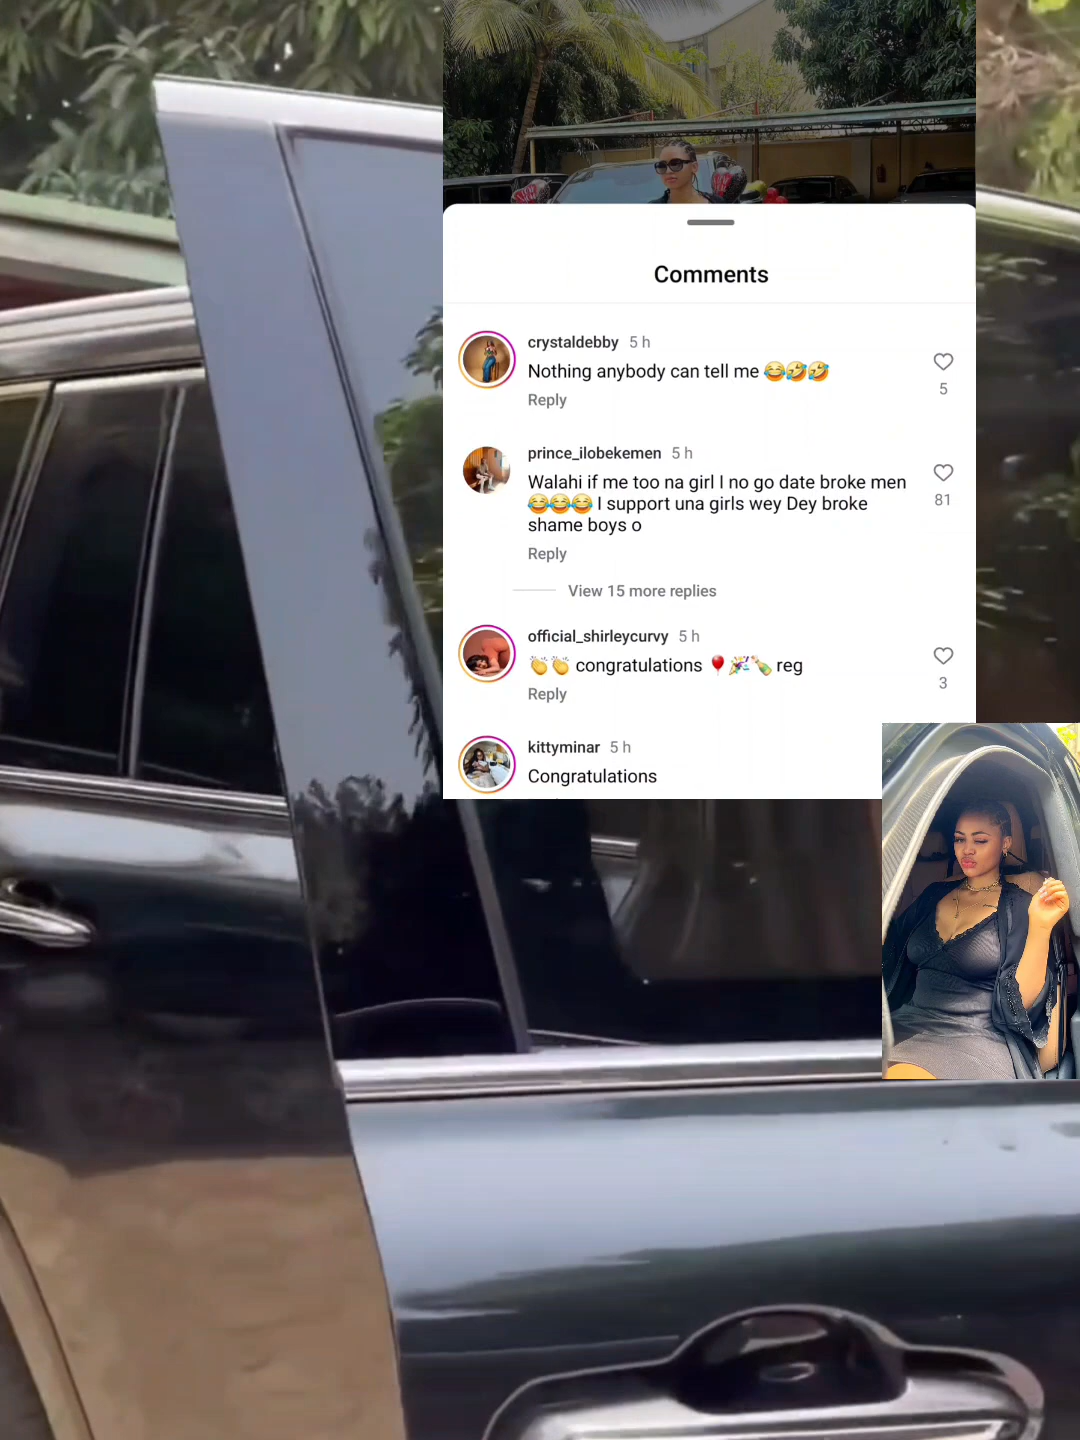 Comments
crystaldebby 5 h
Nothing anybody can tell me 😂🤣🤣
5
Reply
prince_ilobekemen 5 h
Walahi if me too na girl I no go date broke men
😂😂😂 I support una girls wey Dey broke
shame boys o
81
Reply
View 15 more replies
official_shirleycurvy 5 h
👏👏 congratulations 🎈🎉🍾 reg
3
Reply
kittyminar 5 h
Congratulations